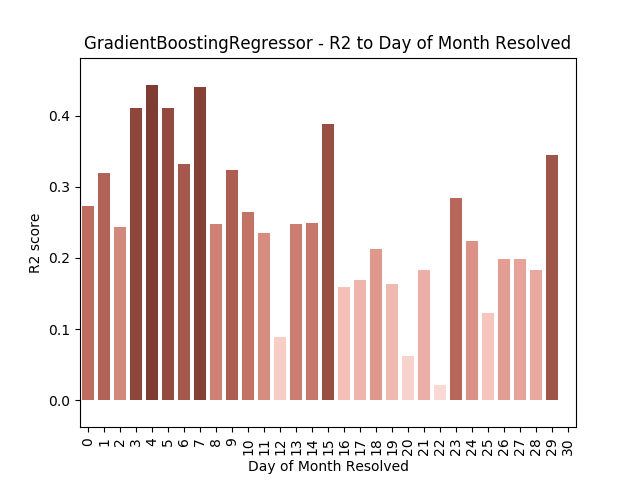 GradientBoostingRegressor - R2 to Day of Month Resolved
R2 score
0.4
0.3
0.2
0.1
0.0
0 1 2 3 4 5 6 7 8 9 10 11 12 13 14 15 16 17 18 19 20 21 22 23 24 25 26 27 28 29 30
Day of Month Resolved